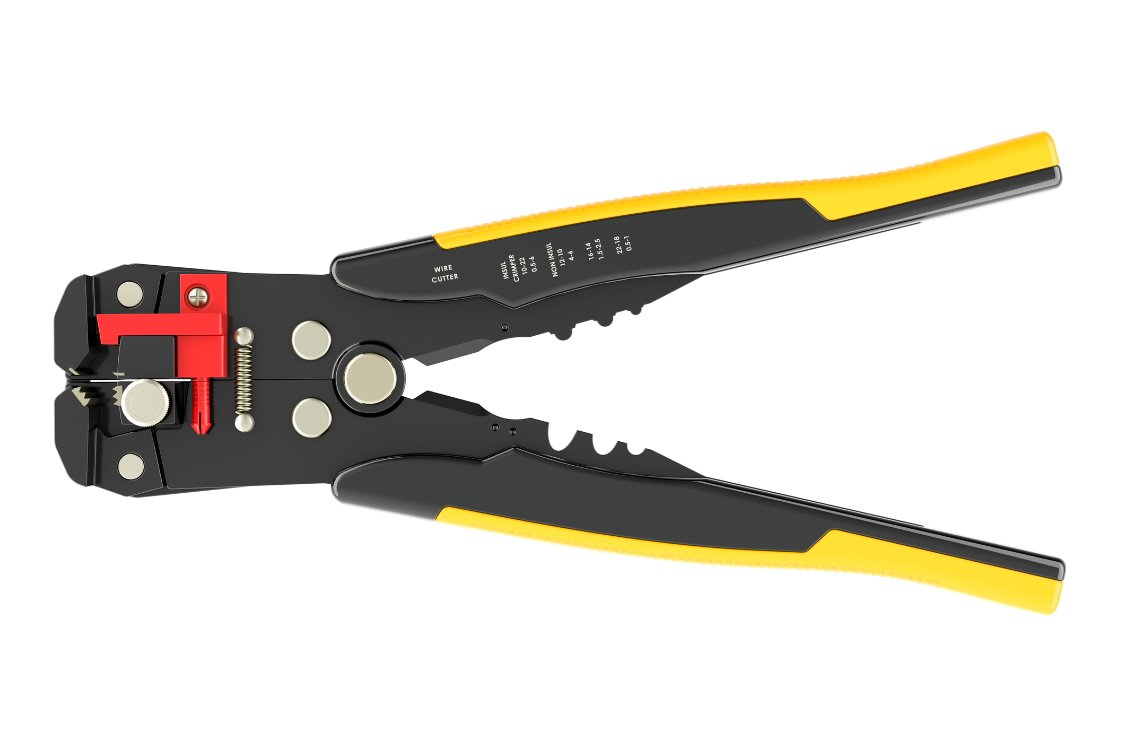 WIRE
CUTTER
INSUL
CRIMPER
10-22
0.5-6
NON INSUL
12-10
4-6
16-14
1.5-2.5
22-18
0.5-1